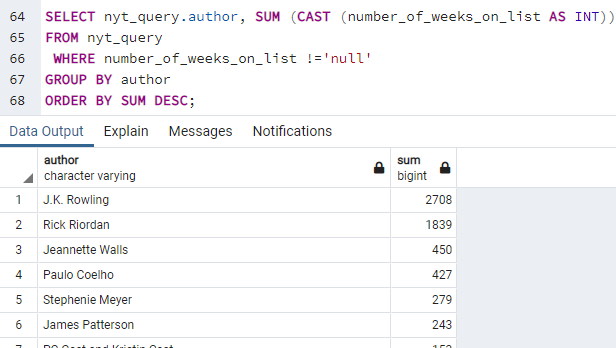 64 SELECT nyt_query.author, SUM (CAST (number_of_weeks_on_list AS INT))
65 FROM nyt_query
66 WHERE number_of_weeks_on_list !='null'
67 GROUP BY author
68 ORDER BY SUM DESC;
Data Output Explain Messages Notifications
author sum
character varying bigint
1 J.K. Rowling 2708
2 Rick Riordan 1839
3 Jeannette Walls 450
4 Paulo Coelho 427
5 Stephenie Meyer 279
6 James Patterson 243